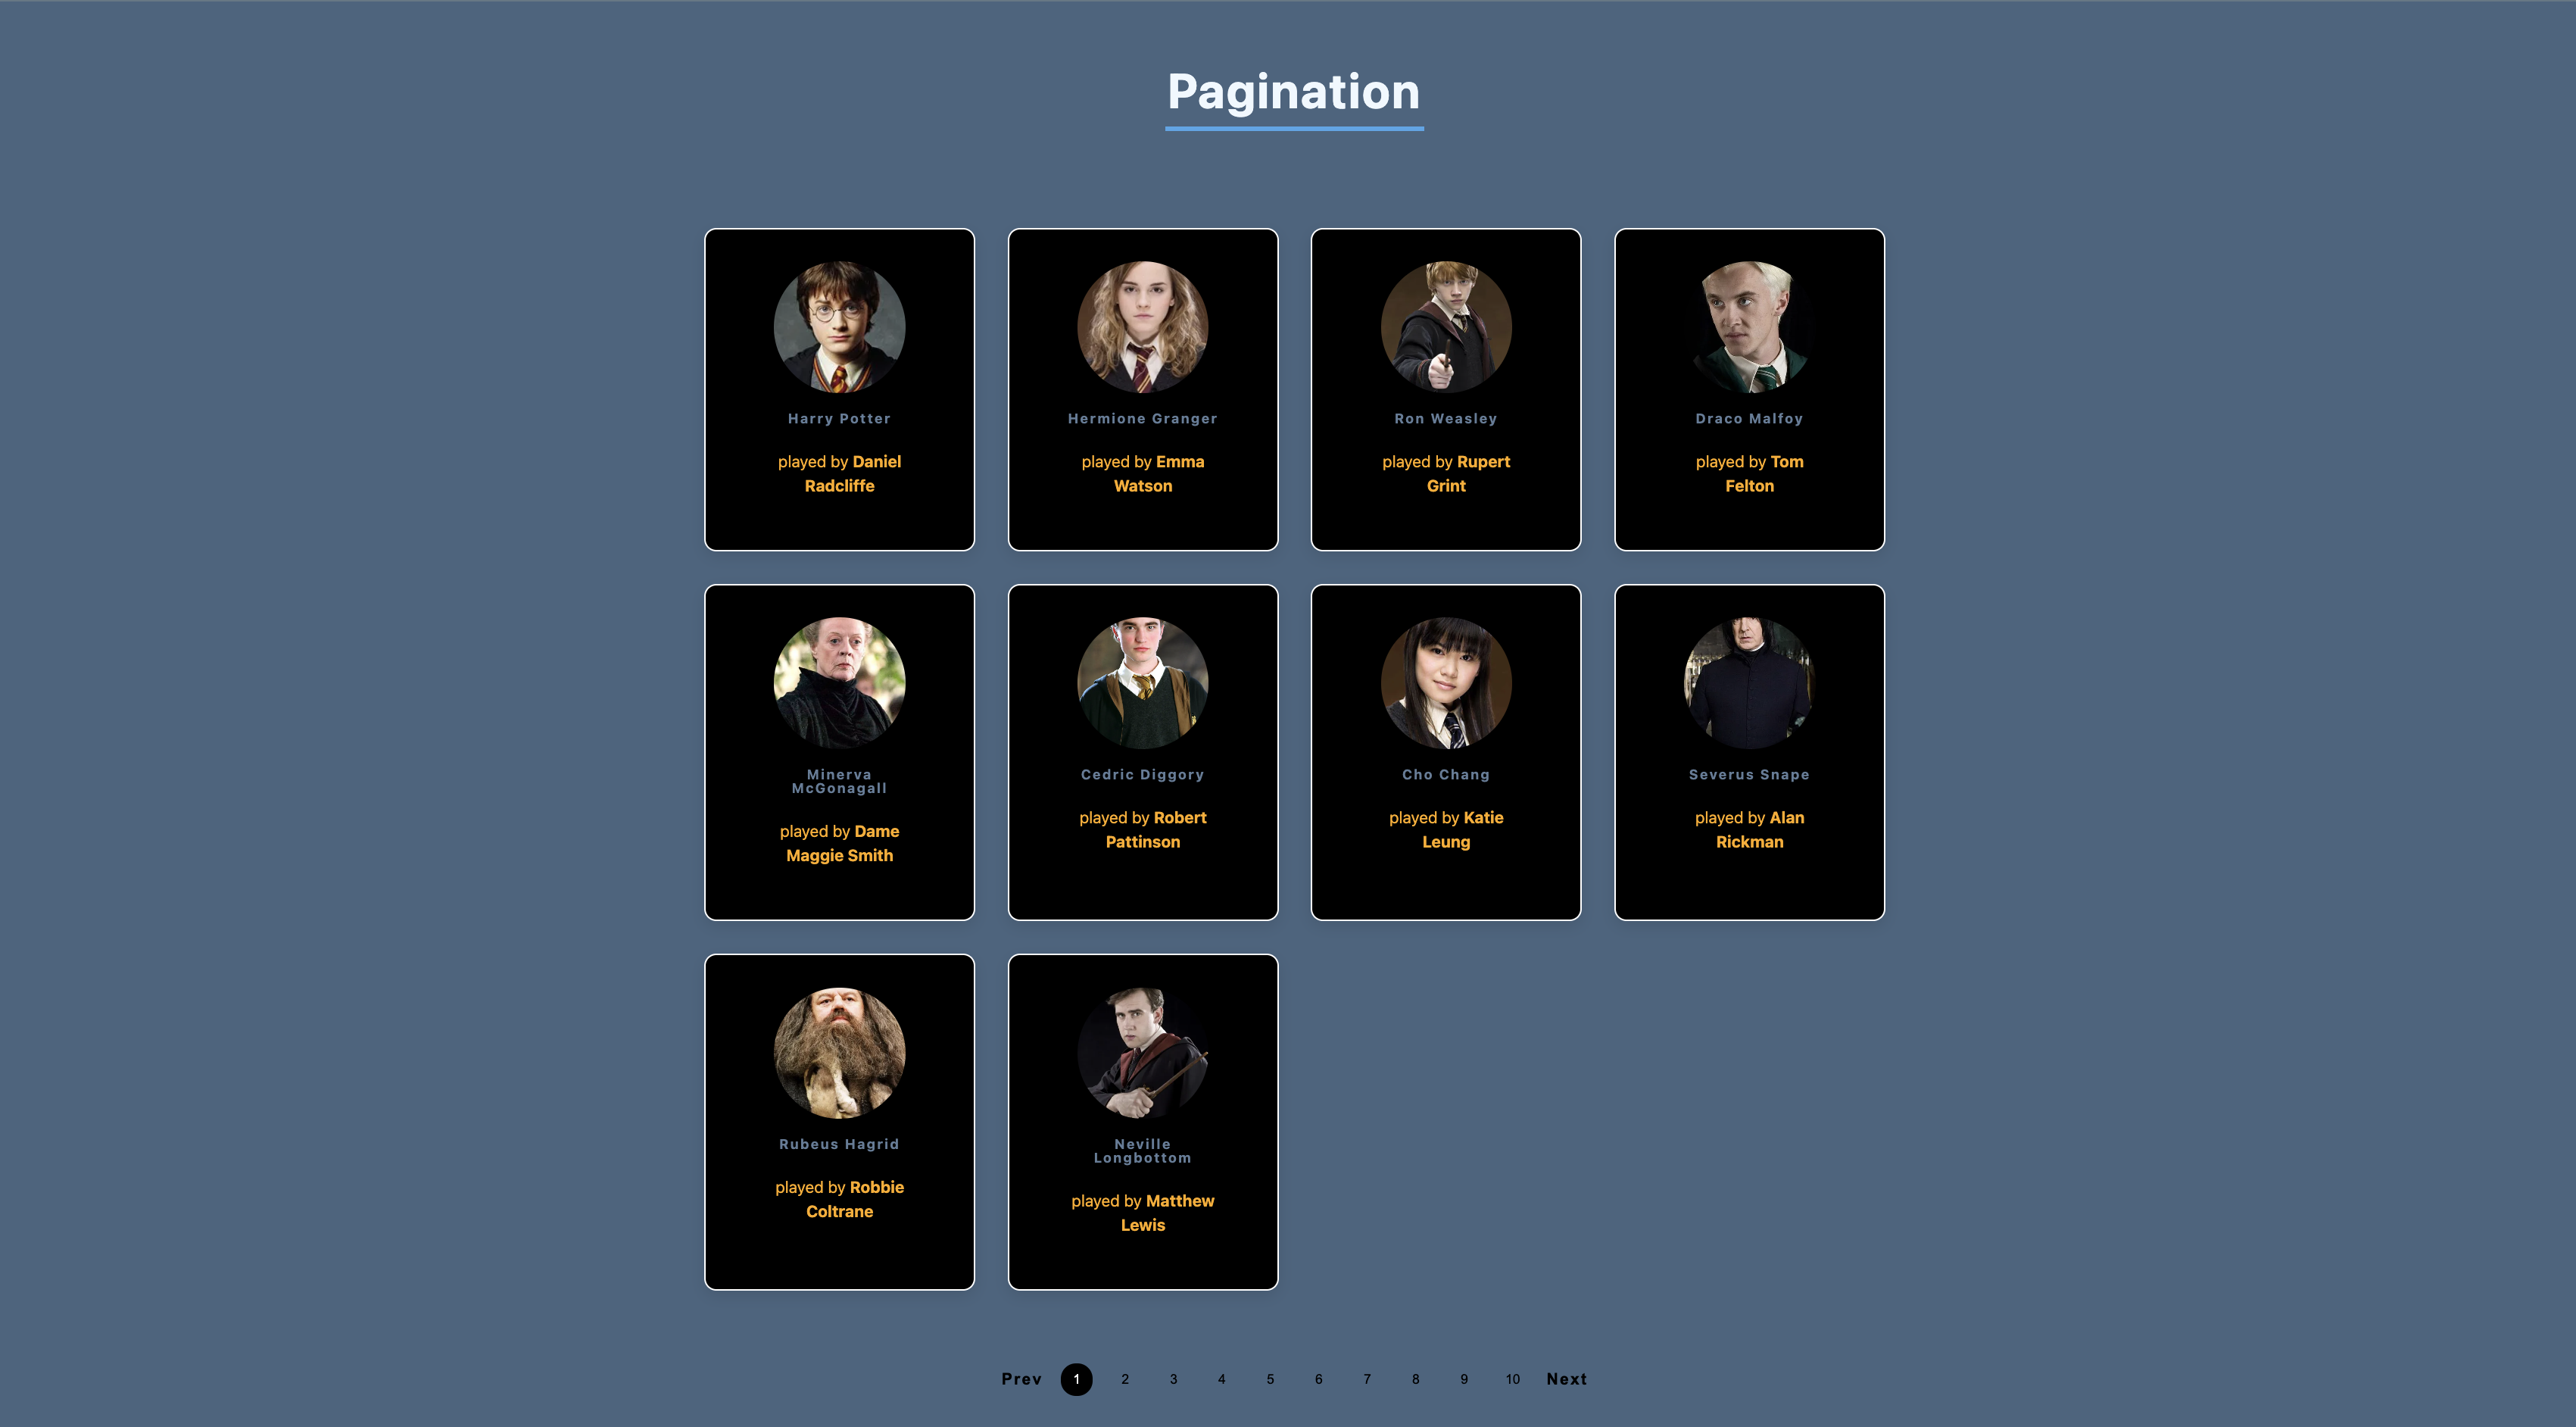 Pagination
Harry Potter
played by Daniel
Radcliffe
Hermione Granger
played by Emma
Watson
Ron Weasley
played by Rupert
Grint
Draco Malfoy
played by Tom
Felton
Minerva
McGonagall
played by Dame
Maggie Smith
Cedric Diggory
played by Robert
Pattinson
Cho Chang
played by Katie
Leung
Severus Snape
played by Alan
Rickman
Rubeus Hagrid
played by Robbie
Coltrane
Neville
Longbottom
played by Matthew
Lewis
Prev 1 2 3 4 5 6 7 8 9 10 Next